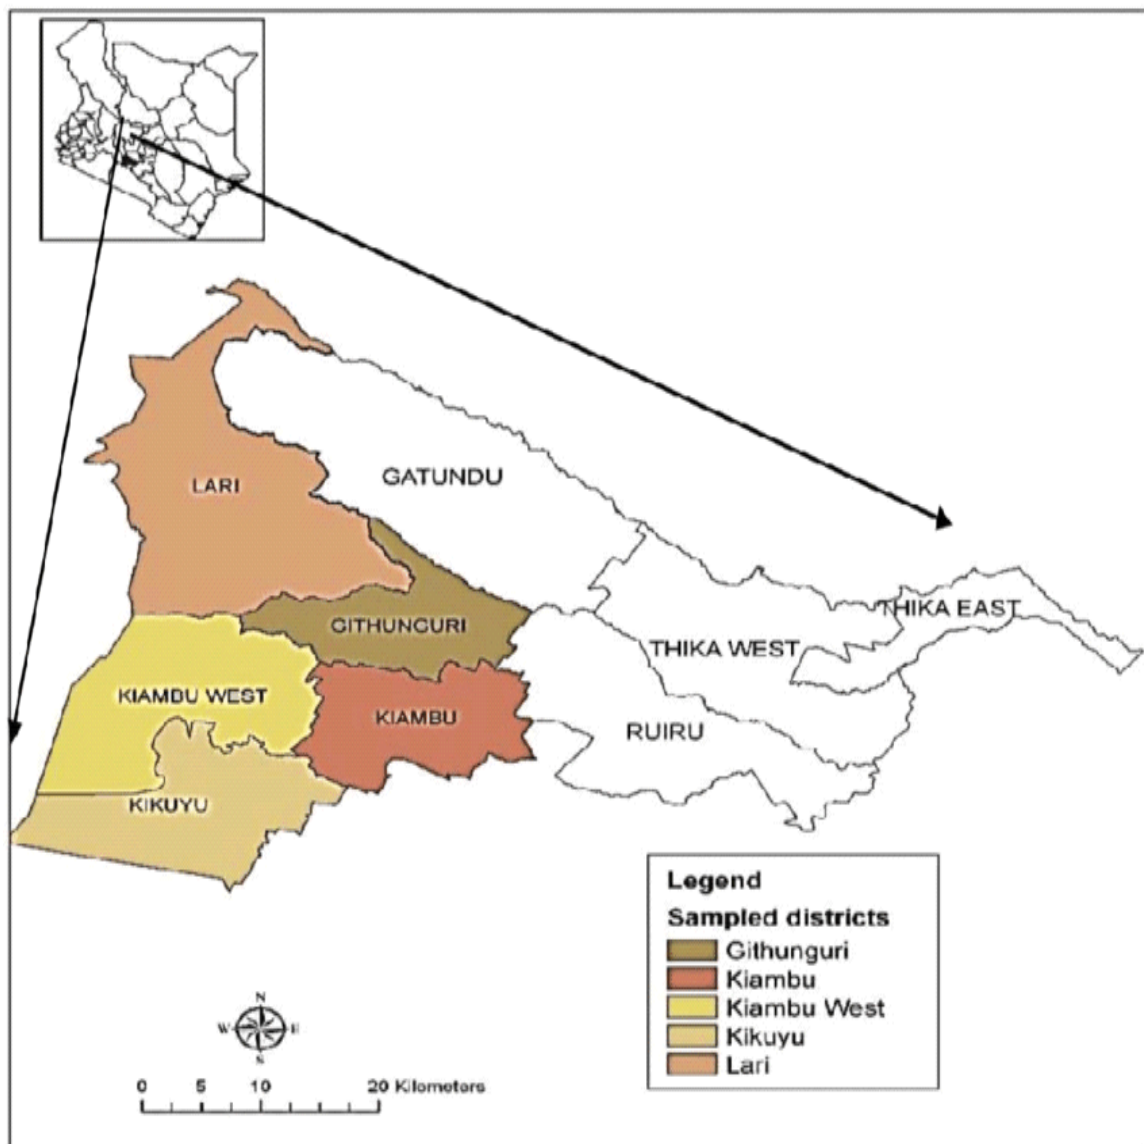 LARI
GATUNDU
GITHUNGURI
THIKA EAST
THIKA WEST
KIAMBU WEST
KIAMBU
RUIRU
KIKUYU
Legend
Sampled districts
Githunguri
Kiambu
Kiambu West
Kikuyu
Lari
N
W E
S
0 5 10 20 Kilometers